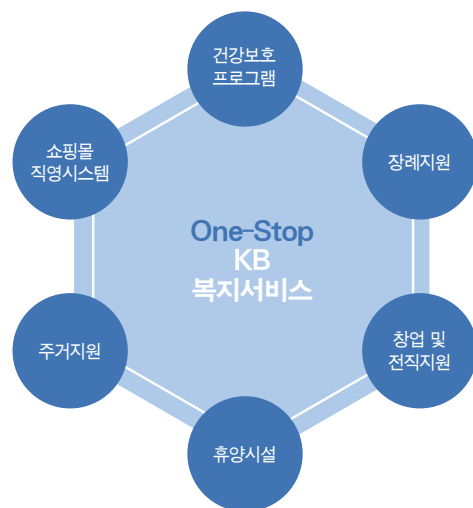 건강보호
프로그램
쇼핑몰
직영시스템
장례지원
One-Stop
KB
복지서비스
주거지원
창업 및
전직지원
휴양시설